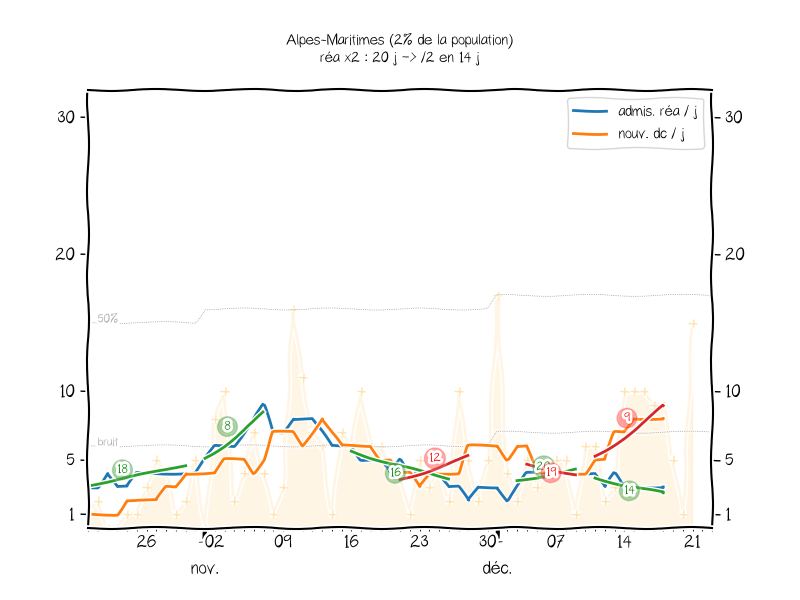 Alpes-Maritimes (2% de la population)
réa x2 : 20 j -> /2 en 14 j
admis. réa / j
nouv. dc / j
30 30
20 20
50%
10 10
9
8
bruit
12
5 5
18 16 19 14
1 1
26 02 09 16 23 30 07 14 21
nov. déc.